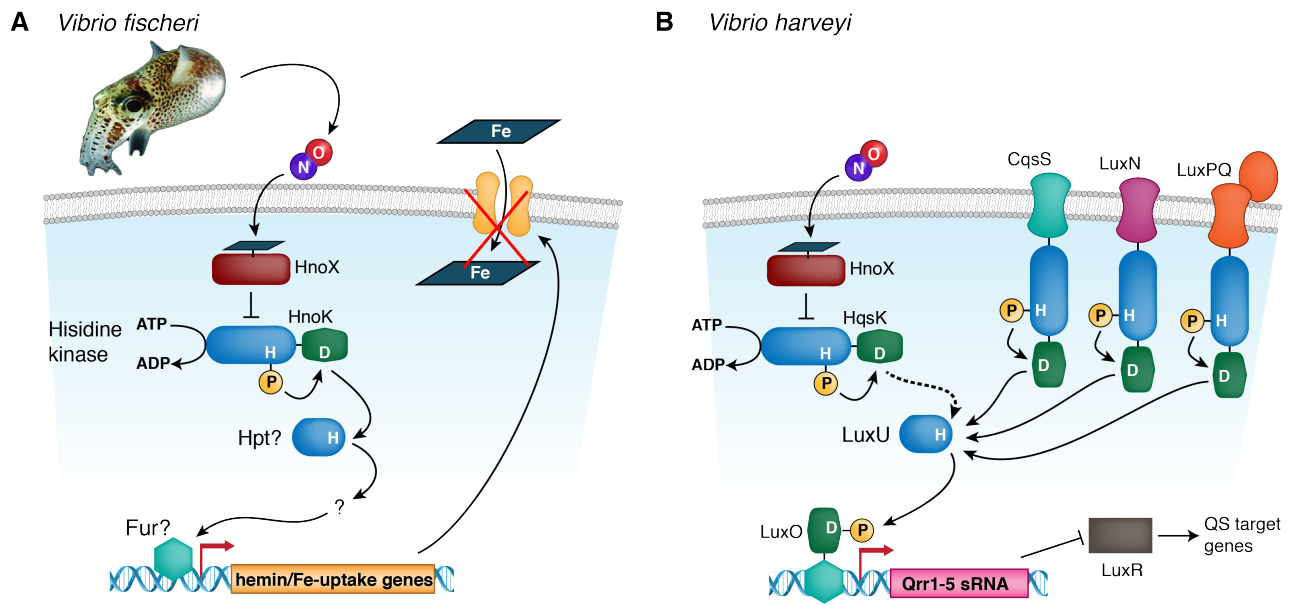 A Vibrio fischeri
Fe
O
N
Fe
HnoX
Hisidine
kinase
ATP
ADP
HnoK
H
D
P
Hpt?
H
?
Fur?
hemin/Fe-uptake genes
B Vibrio harveyi
O
N
CqsS
LuxN
LuxPQ
HnoX
P
H
P
H
P
H
ATP
ADP
HqsK
H
D
P
D
D
D
LuxU
H
LuxO
D
P
Qrr1-5 sRNA
LuxR
QS target
genes